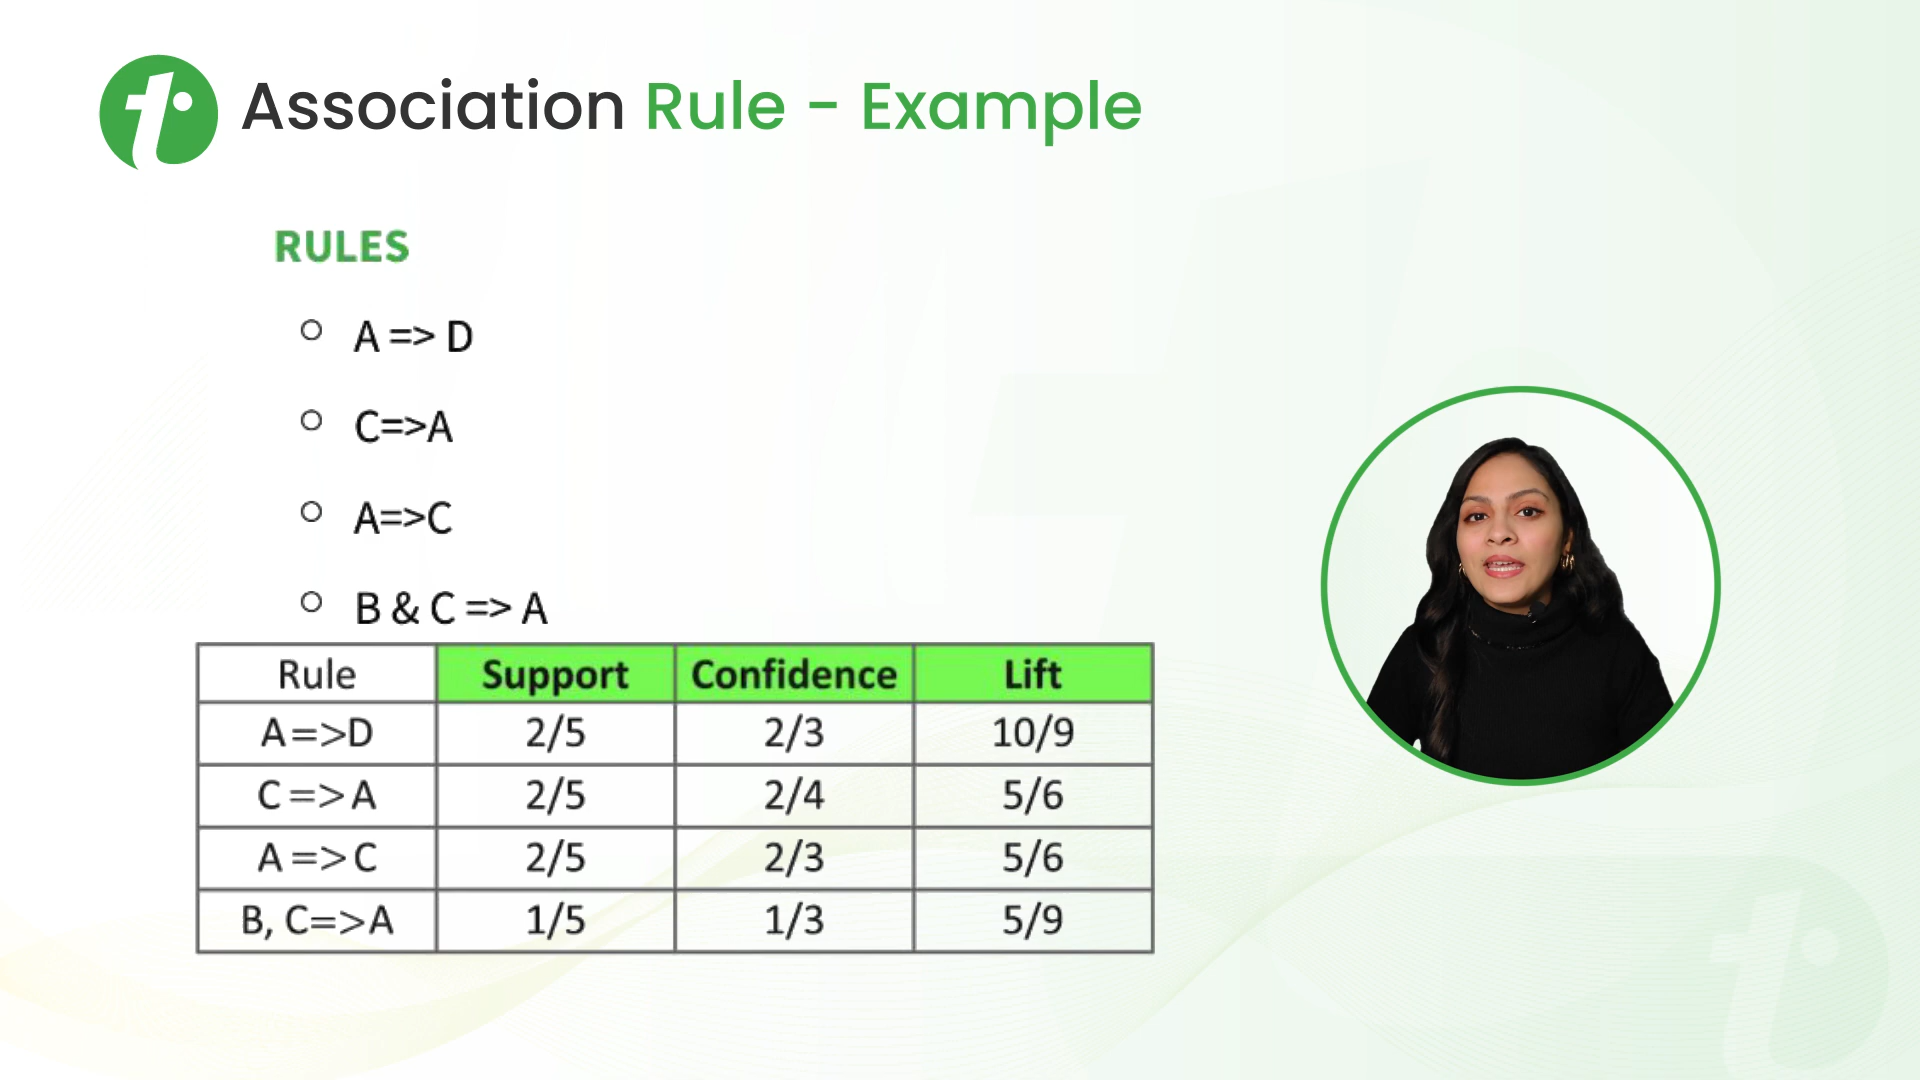 Association Rule - Example
RULES
A => D
C=>A
A=>C
B & C => A
Rule Support Confidence Lift
A=>D 2/5 2/3 10/9
C=>A 2/5 2/4 5/6
A=>C 2/5 2/3 5/6
B, C=>A 1/5 1/3 5/9